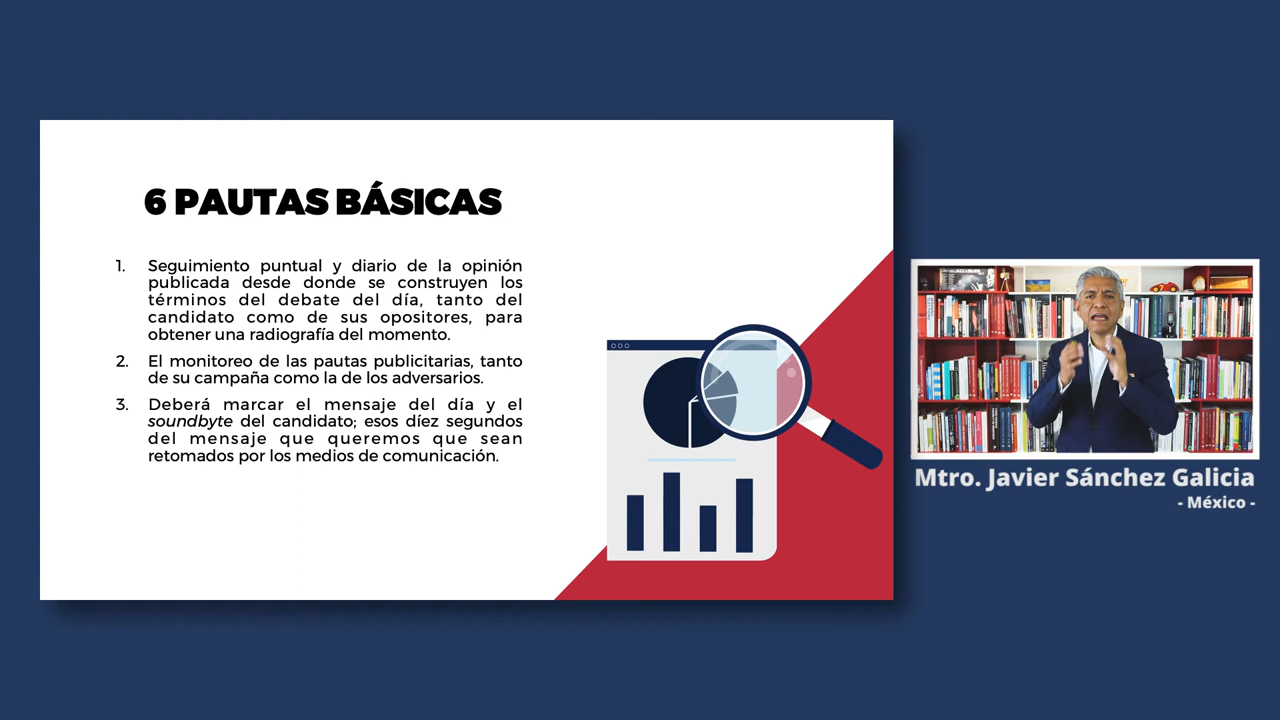 6 PAUTAS BÁSICAS
1. Seguimiento puntual y diario de la opinión
publicada desde donde se construyen los
términos del debate del día, tanto del
candidato como de sus opsitores, para
obtener una radiografía del momento.
2. El monitoreo de las pautas publicitarias, tanto
de su campaña como la de los adversarios.
3. Deberá marcar el mensaje del día y el
soundbyte del candidato; esos díez segundos
del mensaje que queremos que sean
retomados por los medios de comunicación.
Mtro. Javier Sánchez Galicia
- México -